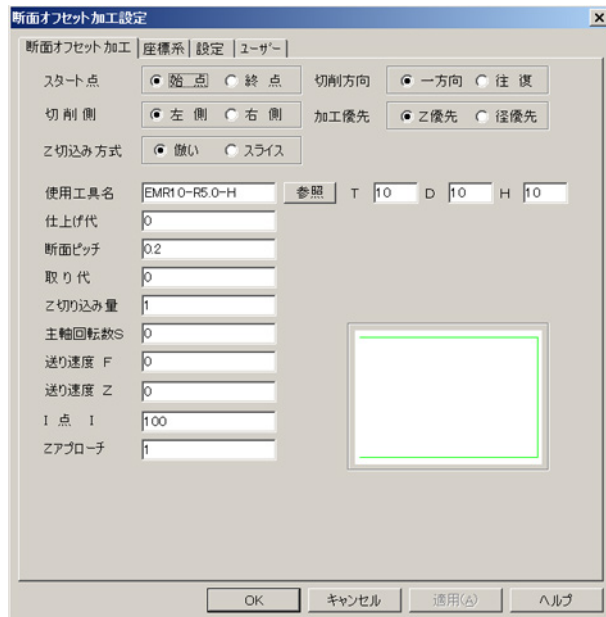 断面オフセット加工設定
断面オフセット加工 座標系 設定 ユーザー
スタート点 始 点 終 点 切削方向 一方向 往 復
切 削 側 左 側 右 側 加工優先 Z優先 径優先
Z切込み方式 倣い スライス
使用工具名 EMR10-R5.0-H 参照 T 10 D 10 H 10
仕上げ代 0
断面ピッチ 0.2
取 り 代 0
Z切り込み量 1
主軸回転数S 0
送り速度 F 0
送り速度 Z 0
I 点 I 100
Zアプローチ 1
OK キャンセル 適用(A) ヘルプ